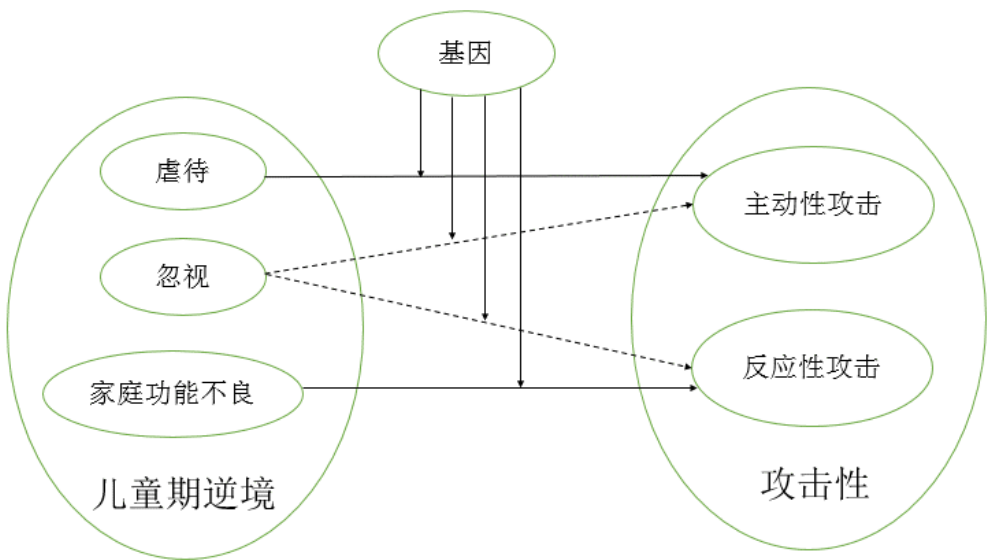 基因
虐待
主动性攻击
忽视
反应性攻击
家庭功能不良
儿童期逆境
攻击性